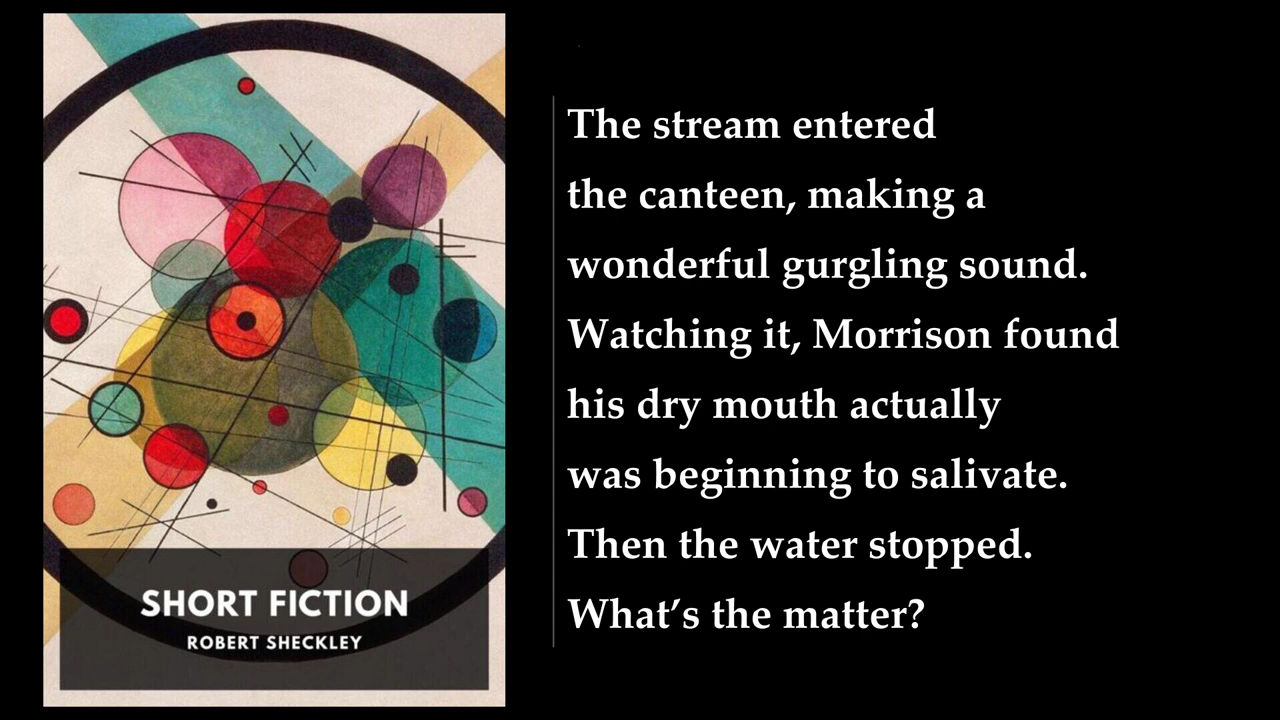 SHORT FICTION
ROBERT SHECKLEY
The stream entered
the canteen, making a
wonderful gurgling sound.
Watching it, Morrison found
his dry mouth actually
was beginning to salivate.
Then the water stopped.
What’s the matter?